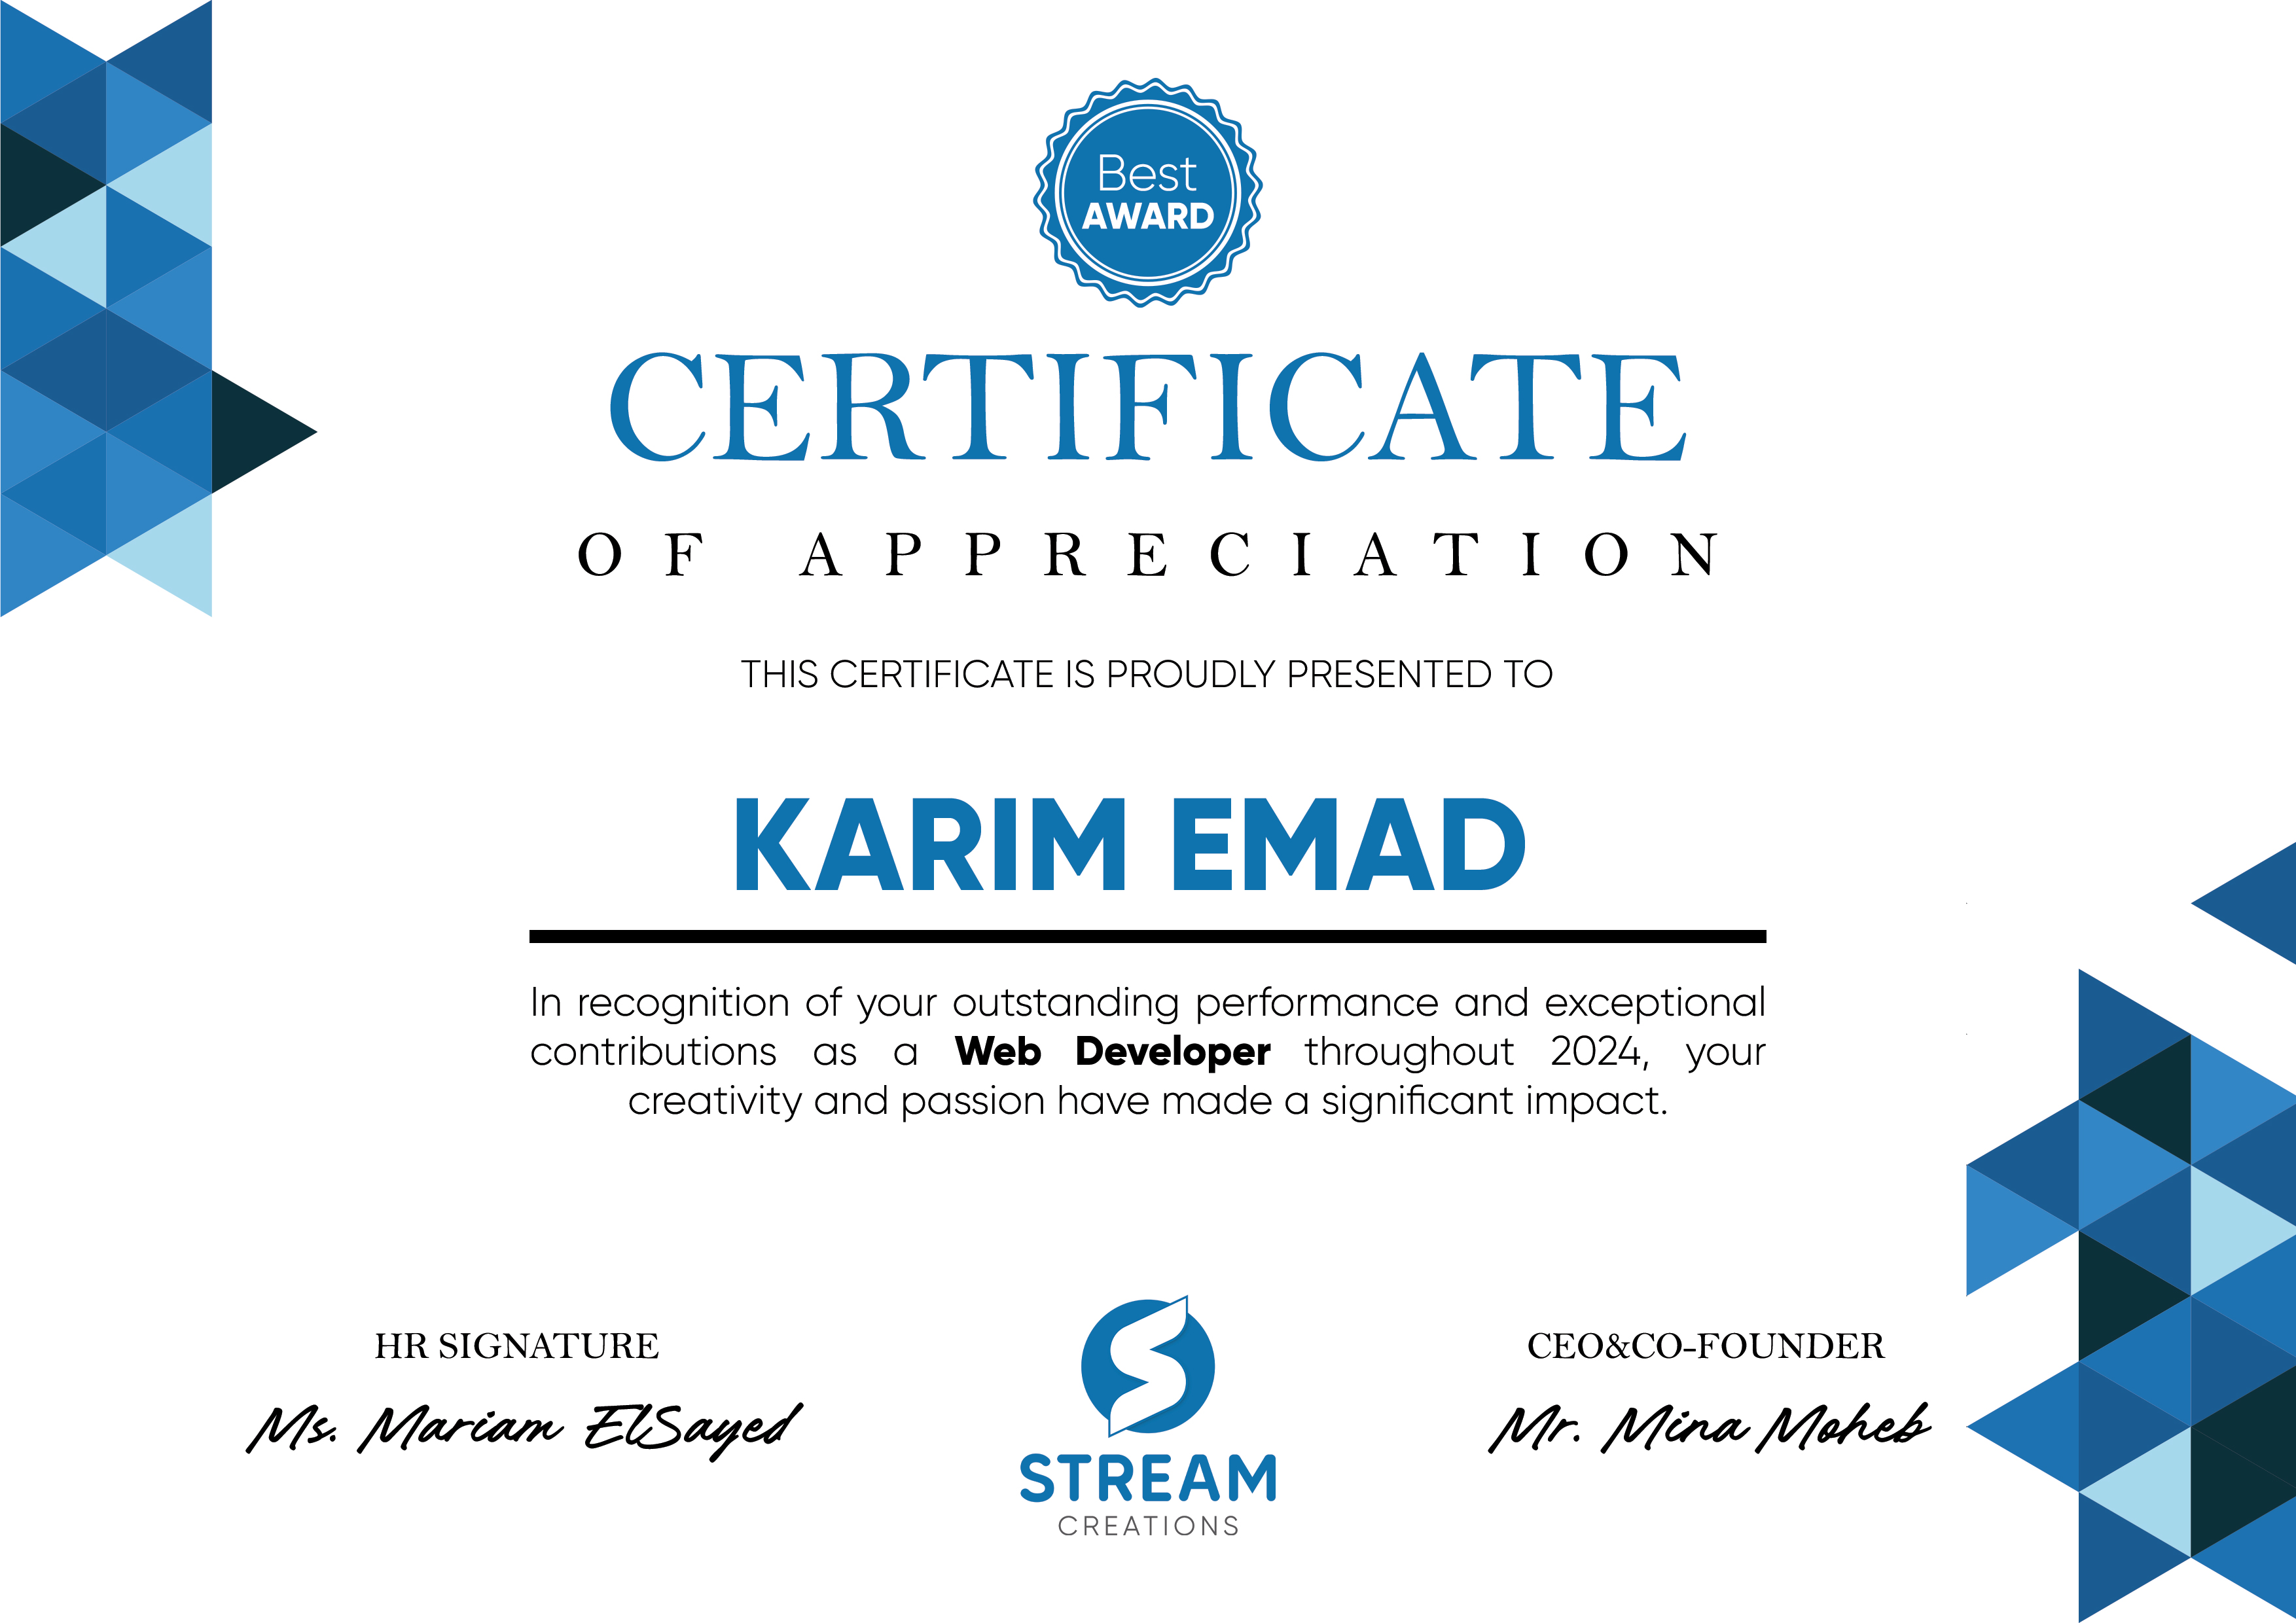 Best
AWARD
CERTIFICATE
OF APPRECIATION
THIS CERTIFICATE IS PROUDLY PRESENTED TO
KARIM EMAD
In recognition of your outstanding performance and exceptional
contributions as a Web Developer throughout 2024, your
creativity and passion have made a significant impact.
HR SIGNATURE
Ms. Mariam ElSayed
STREAM
CREATIONS
CEO&CO-FOUNDER
Mr. Mina Moheb